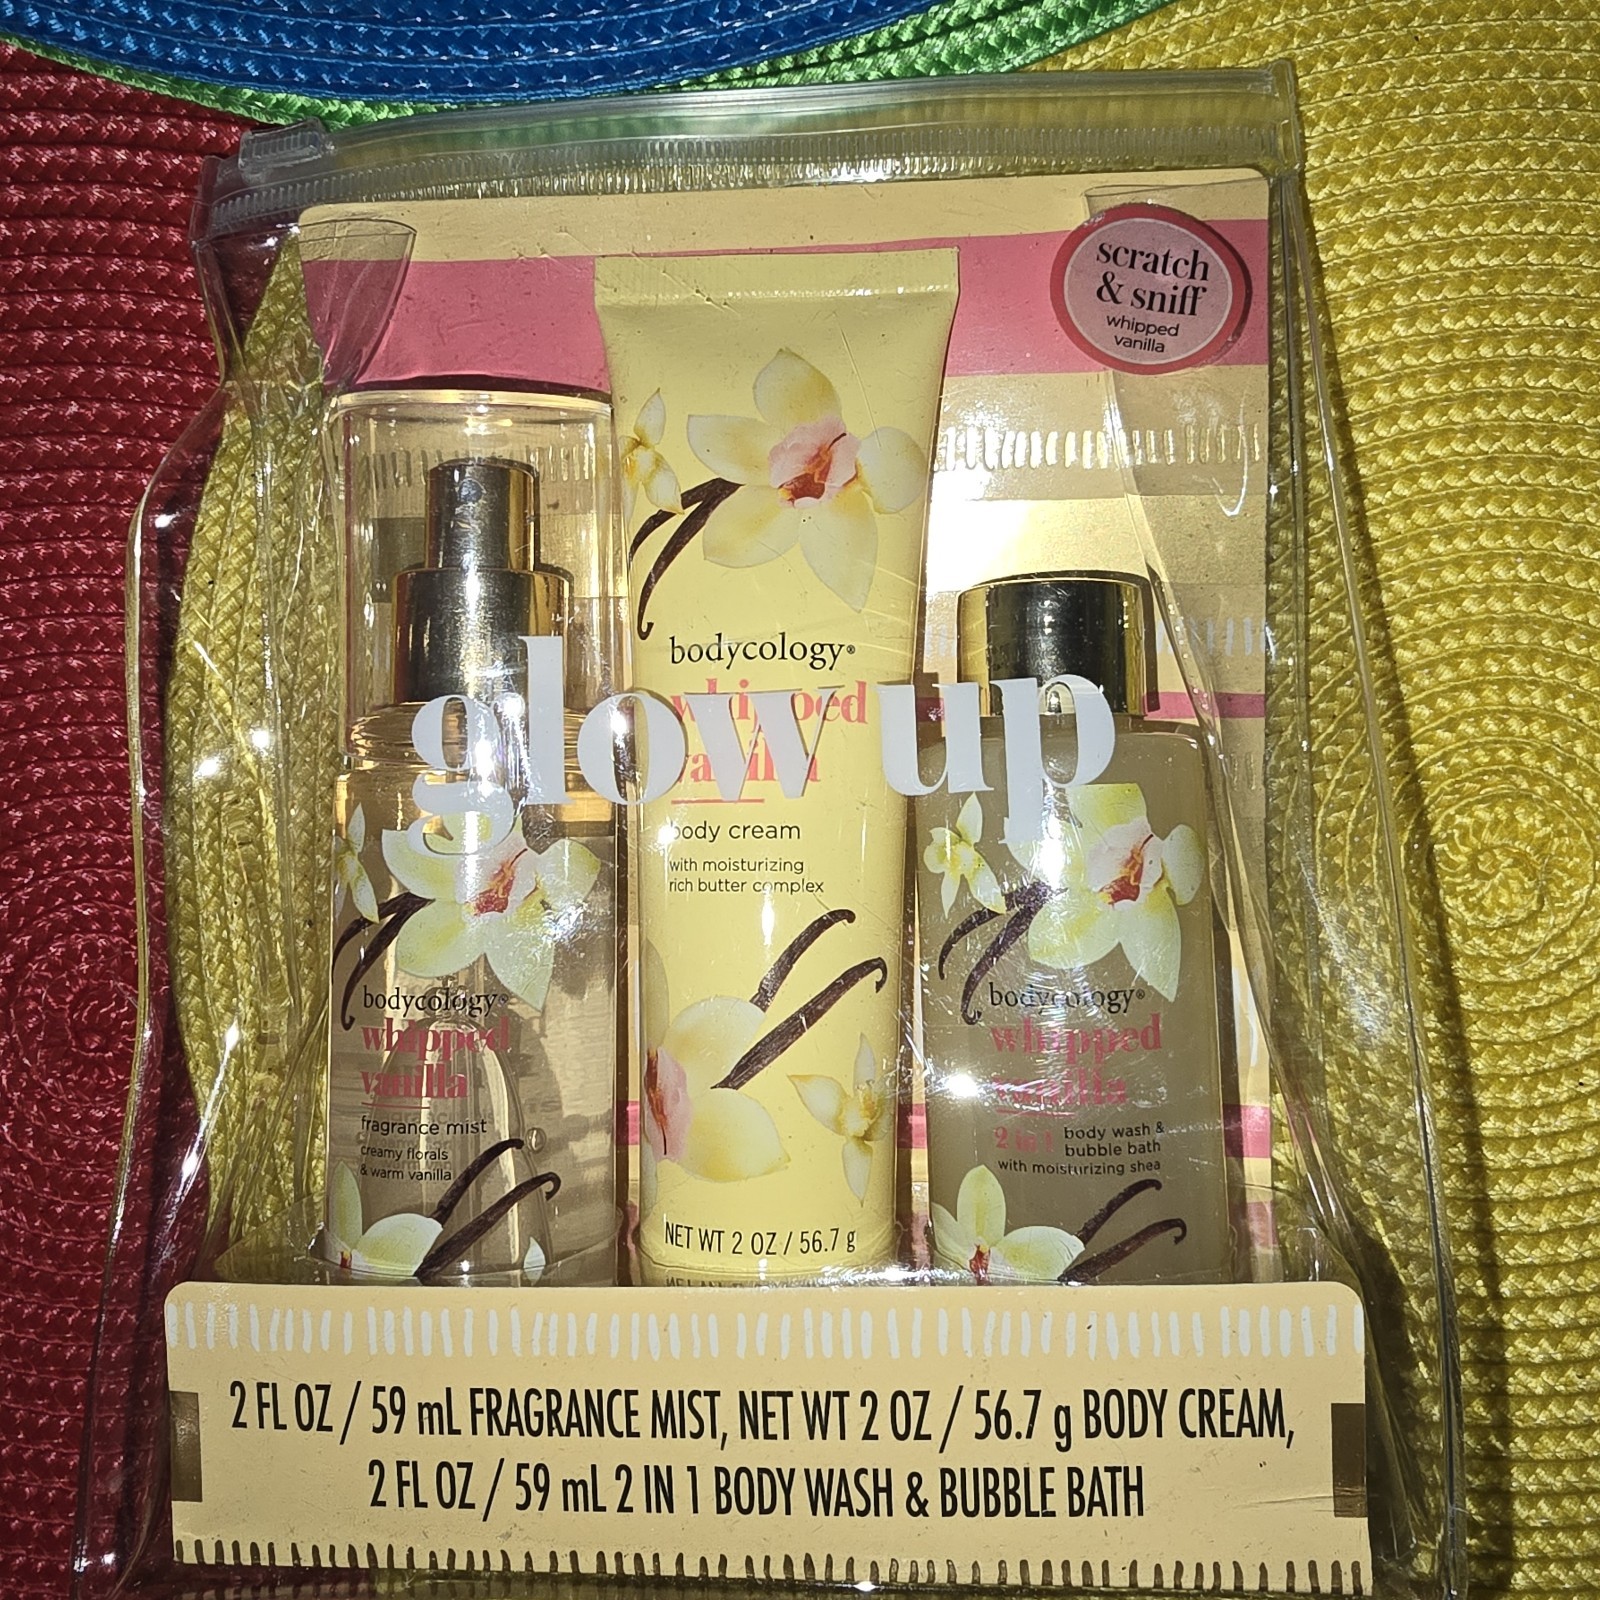 scratch
& sniff
whipped
vanilla
glow up
bodycology®
whipped
vanilla
body cream
with moisturizing
rich butter complex
NET WT 2 OZ / 56.7 g
bodycology®
whipped
vanilla
fragrance mist
creamy florals
& warm vanilla
bodycology®
whipped
vanilla
2 in 1 body wash &
bubble bath
with moisturizing shea
2 FL OZ / 59 mL FRAGRANCE MIST, NET WT 2 OZ / 56.7 g BODY CREAM,
2 FL OZ / 59 mL 2 IN 1 BODY WASH & BUBBLE BATH